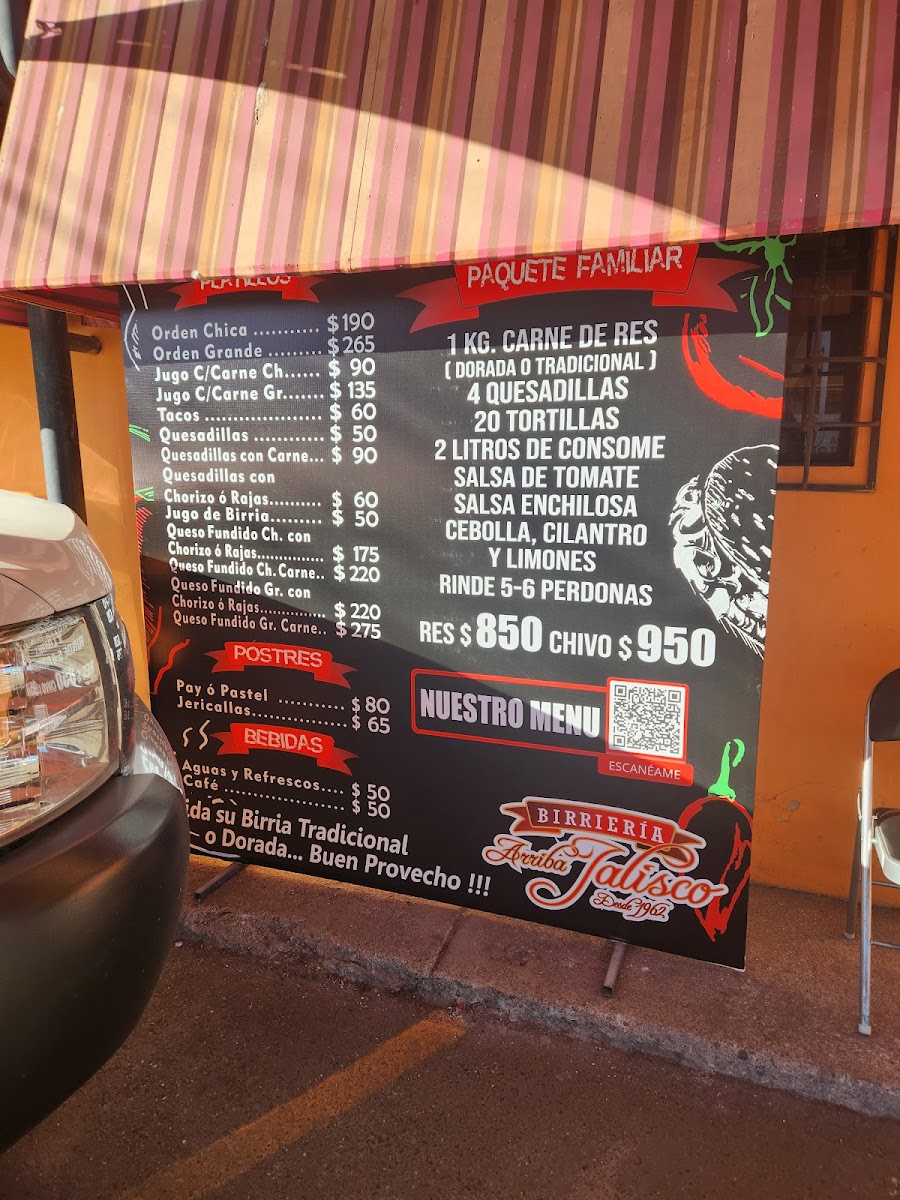 PLATILLOS
Orden Chica ........... $190
Orden Grande ......... $265
Jugo C/Carne Ch...... $ 90
Jugo C/Carne Gr....... $ 135
Tacos .................... $ 60
Quesadillas ............ $ 50
Quesadillas con Carne... $ 90
Quesadillas con
Chorizo ó Rajas.......... $ 60
Jugo de Birria......... $ 50
Queso Fundido Ch. con
Chorizo ó Rajas............... $ 175
Queso Fundido Ch. Carne.. $ 220
Queso Fundido Gr. con
Chorizo ó Rajas............... $ 220
Queso Fundido Gr. Carne.. $ 275
POSTRES
Pay ó Pastel ........... $ 80
Jericallas................ $ 65
BEBIDAS
Aguas y Refrescos.... $ 50
Café .................... $ 50
su Birria Tradicional
o Dorada... Buen Provecho !!!
PAQUETE FAMILIAR
1 KG. CARNE DE RES
( DORADA O TRADICIONAL )
4 QUESADILLAS
20 TORTILLAS
2 LITROS DE CONSOME
SALSA DE TOMATE
SALSA ENCHILOSA
CEBOLLA, CILANTRO
Y LIMONES
RINDE 5-6 PERDONAS
RES $ 850 CHIVO $ 950
NUESTRO MENU
ESCANÉAME
BIRRIERÍA
Arriba Jalisco
Desde 1962